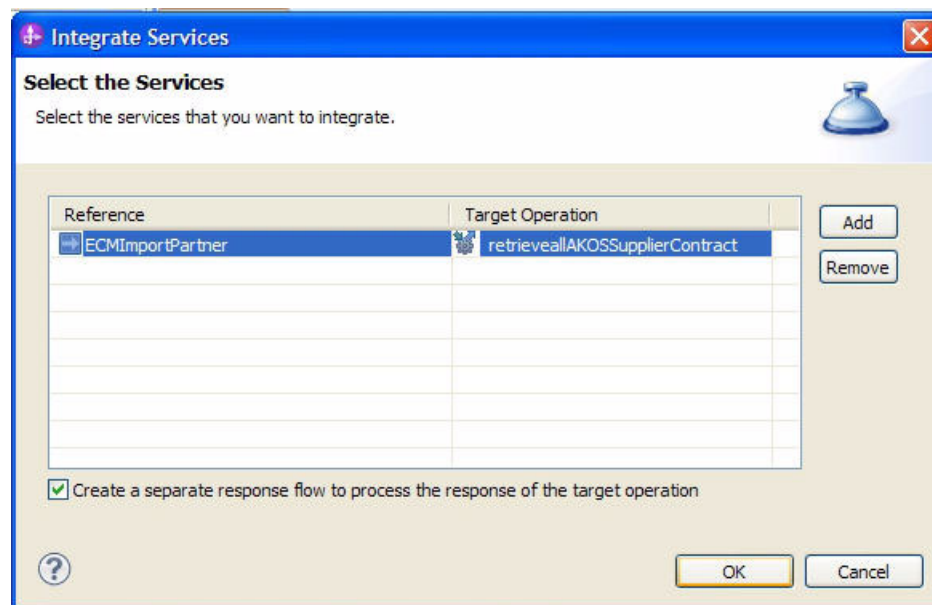 Integrate Services
Select the Services
Select the services that you want to integrate.
Reference Target Operation
ECMImportPartner retrieveallAKOSSupplierContract
Add
Remove
Create a separate response flow to process the response of the target operation
? OK Cancel